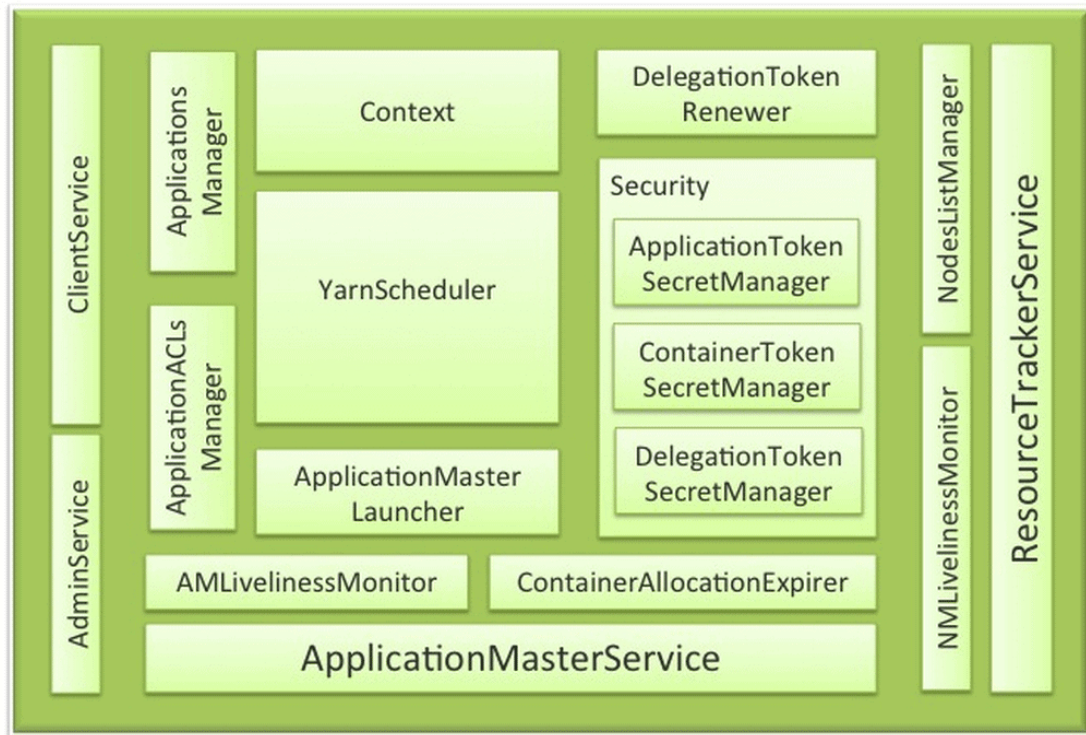 ClientService
AdminService
Applications
Manager
ApplicationACLs
Manager
Context
YarnScheduler
ApplicationMaster
Launcher
DelegationToken
Renewer
Security
ApplicationToken
SecretManager
ContainerToken
SecretManager
DelegationToken
SecretManager
AMLivelinessMonitor
ContainerAllocationExpirer
ApplicationMasterService
NodesListManager
NMLivelinessMonitor
ResourceTrackerService